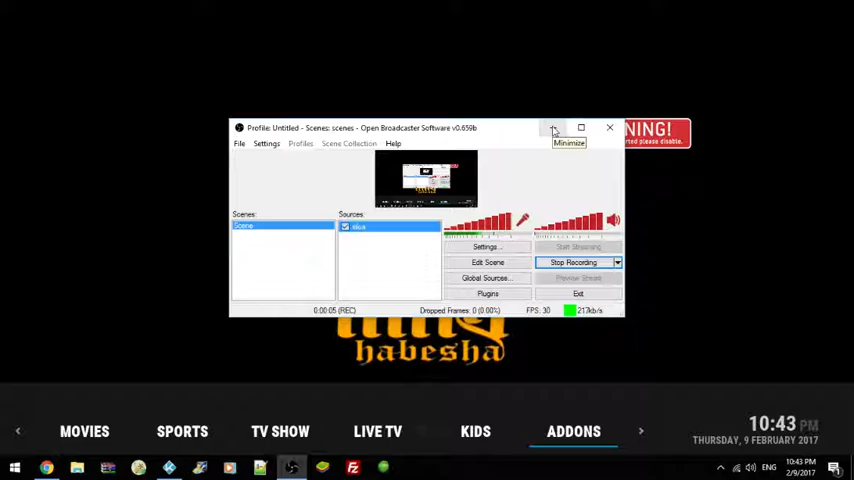 Profile: Untitled - Scenes: scenes - Open Broadcaster Software v0.659b
NING!
rted please disable.
Minimize
File Settings Profiles Scene Collection Help
Scenes:
Sources:
Scene
Settings...
Start Streaming
Edit Scene
Stop Recording
Global Sources...
Preview Stream
Plugins
Exit
0:00:05 (REC)
Dropped Frames: 0 (0.00%)
FPS: 30
217kb/s
habesha
MOVIES
SPORTS
TV SHOW
LIVE TV
KIDS
ADDONS
10:43 PM
THURSDAY, 9 FEBRUARY 2017
ENG
10:43 PM
2/9/2017